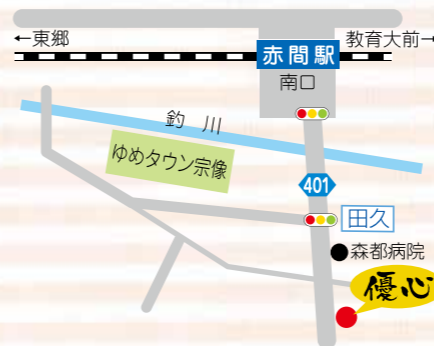 ←東郷
教育大前→
赤間駅
南口
釣川
ゆめタウン宗像
401
田久
森都病院
優心